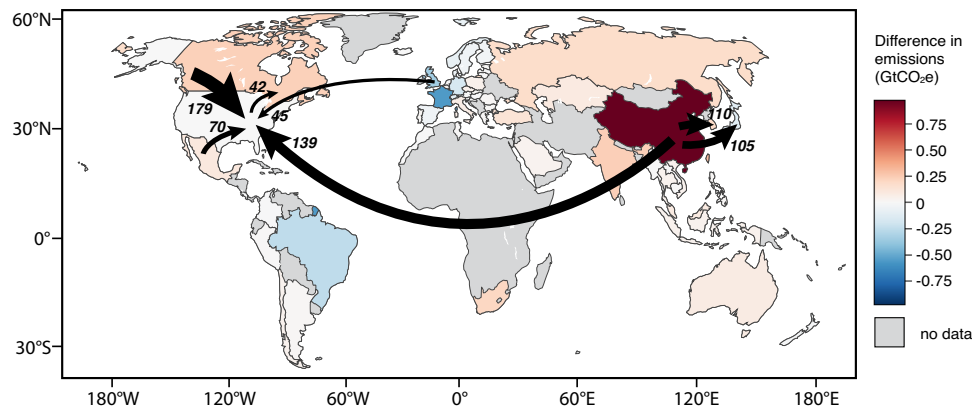 60°N
30°N
0°
30°S
180°W
120°W
60°W
0°
60°E
120°E
180°E
179
42
45
70
139
110
105
Difference in
emissions
(GtCO₂e)
0.75
0.50
0.25
0
-0.25
-0.50
-0.75
no data